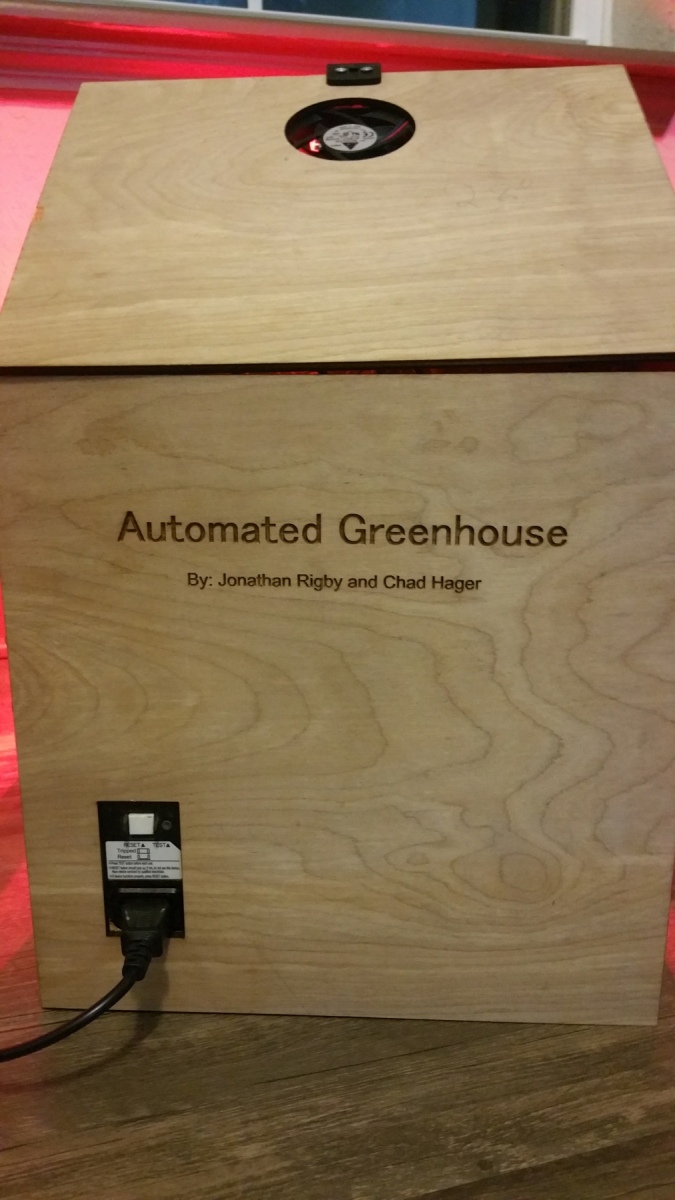 Automated Greenhouse
By: Jonathan Rigby and Chad Hager
RESET▲ TEST▲
Tripped
Reset